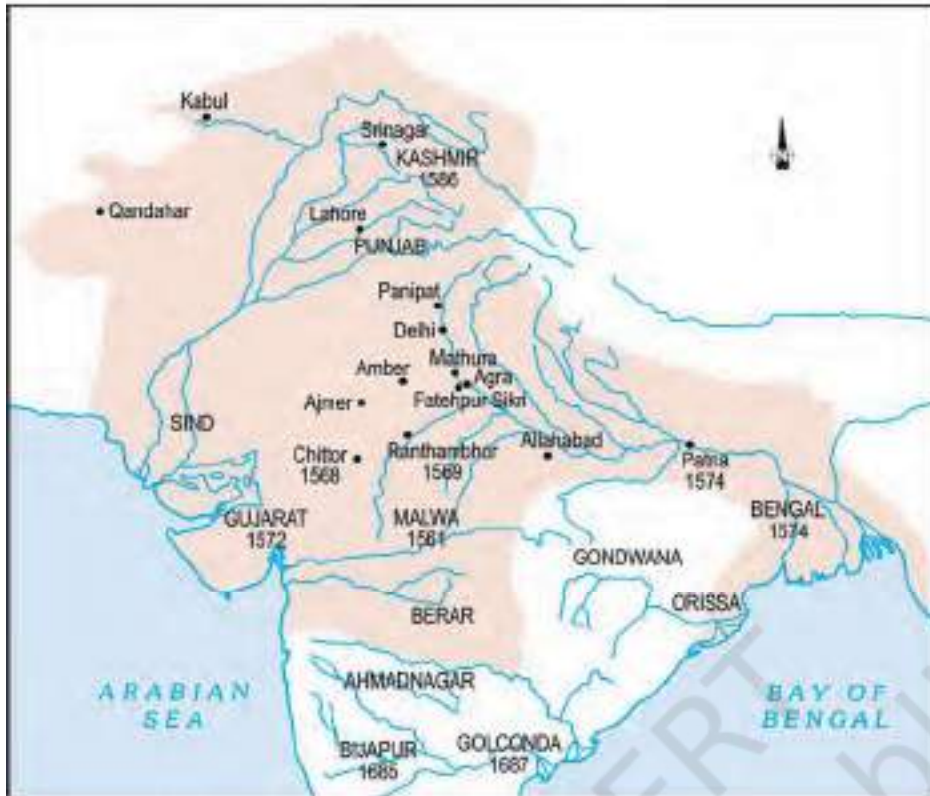 Kabul
Srinagar
KASHMIR
1586
Qandahar
Lahore
PUNJAB
Panipat
Delhi
Mathura
Amber
Agra
Fatehpur Sikri
Ajmer
SIND
Ranthambhor
1569
Allahabad
Chittor
1568
Patna
1574
GUJARAT
1572
MALWA
1561
BENGAL
1574
GONDWANA
ORISSA
BERAR
ARABIAN
SEA
AHMADNAGAR
BAY OF
BENGAL
BIJAPUR
1685
GOLCONDA
1687